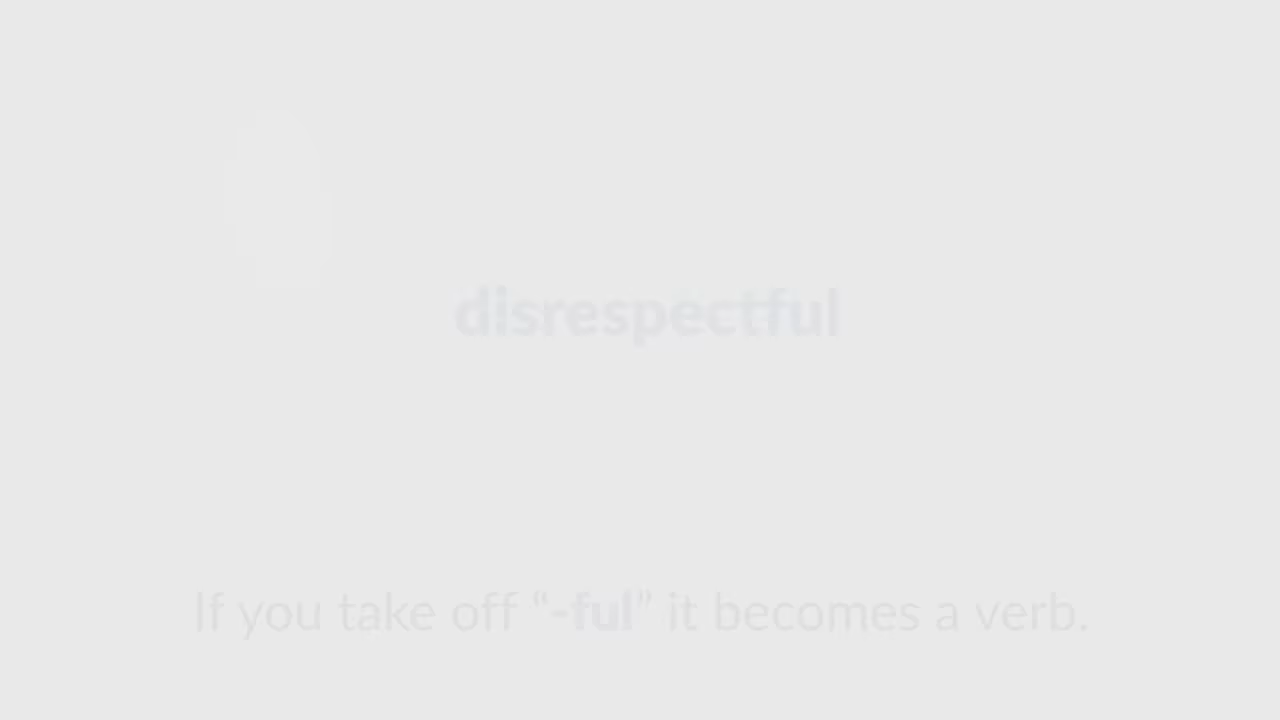 disrespectful
If you take off “-ful” it becomes a verb.